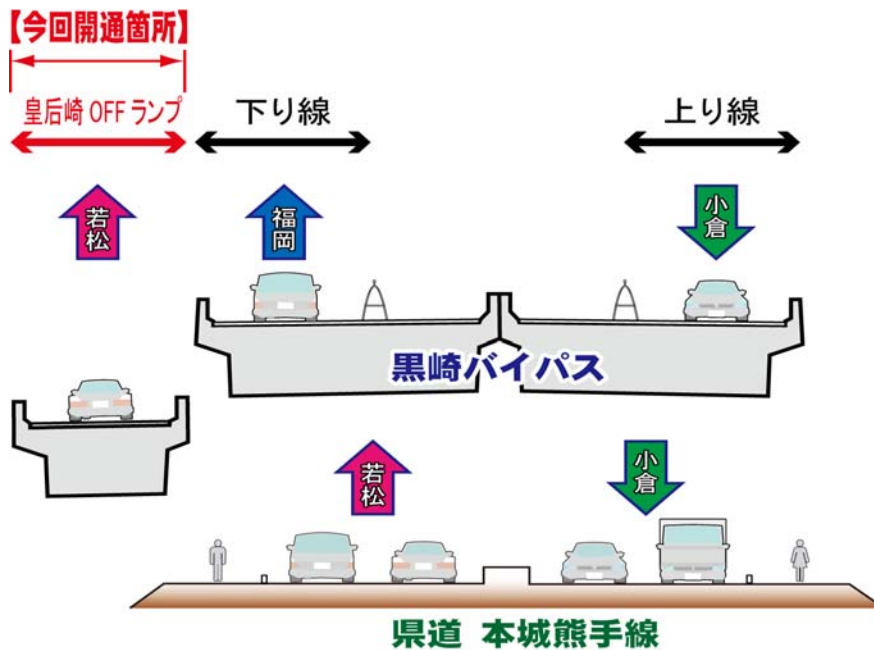 【今回開通箇所】
皇后崎 OFF ランプ
下り線
上り線
若松
福岡
小倉
黒崎バイパス
若松
小倉
県道 本城熊手線